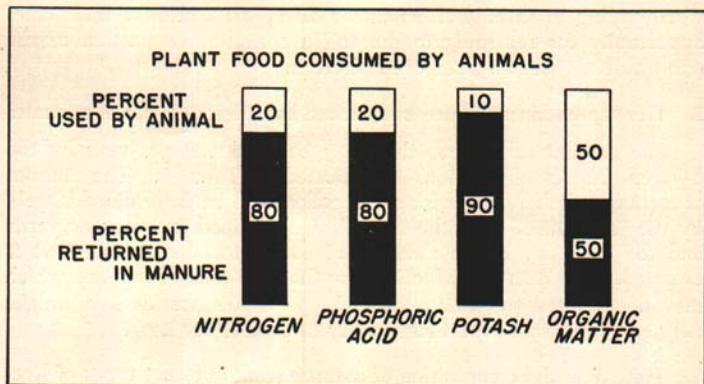 PLANT FOOD CONSUMED BY ANIMALS
PERCENT
USED BY ANIMAL
20
20
10
50
80
80
90
50
PERCENT
RETURNED
IN MANURE
NITROGEN
PHOSPHORIC
ACID
POTASH
ORGANIC
MATTER